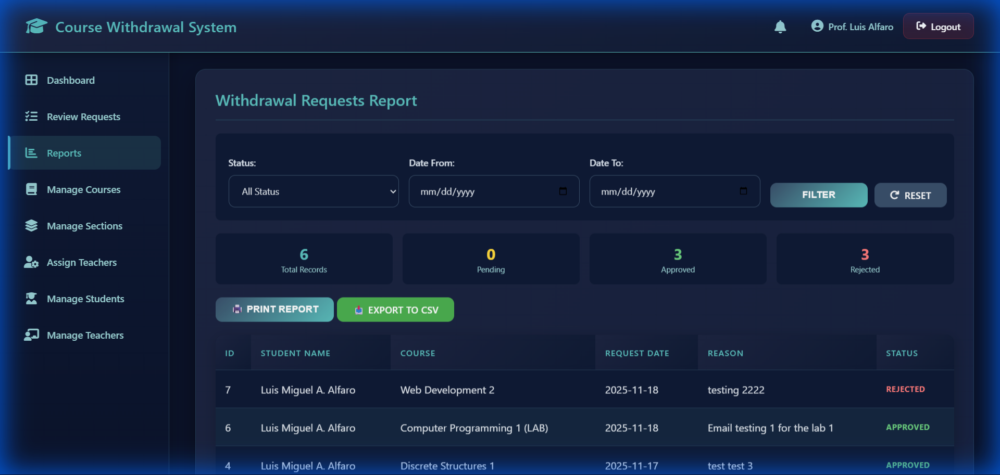 Course Withdrawal System
Prof. Luis Alfaro
Logout
Dashboard
Review Requests
Reports
Manage Courses
Manage Sections
Assign Teachers
Manage Students
Manage Teachers
Withdrawal Requests Report
Status: Date From: Date To:
All Status mm/dd/yyyy mm/dd/yyyy FILTER RESET
6 0 3 3
Total Records Pending Approved Rejected
PRINT REPORT EXPORT TO CSV
ID STUDENT NAME COURSE REQUEST DATE REASON STATUS
7 Luis Miguel A. Alfaro Web Development 2 2025-11-18 testing 2222 REJECTED
6 Luis Miguel A. Alfaro Computer Programming 1 (LAB) 2025-11-18 Email testing 1 for the lab 1 APPROVED
4 Luis Miguel A. Alfaro Discrete Structures 1 2025-11-17 test test 3 APPROVED